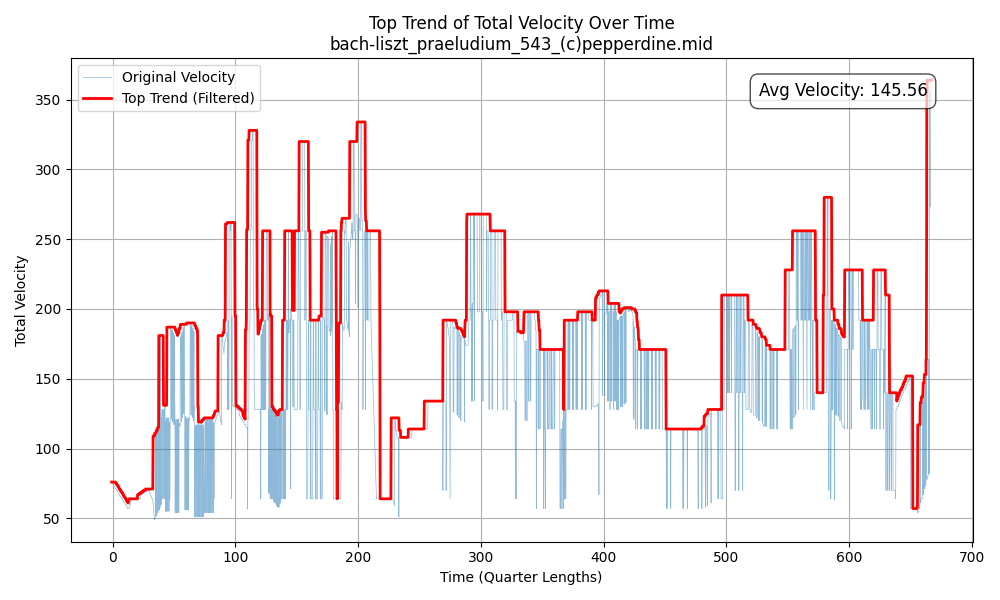 Top Trend of Total Velocity Over Time
bach-liszt_praeludium_543_(c)pepperdine.mid
Original Velocity
Top Trend (Filtered)
Avg Velocity: 145.56
Total Velocity
350
300
250
200
150
100
50
0 100 200 300 400 500 600 700
Time (Quarter Lengths)